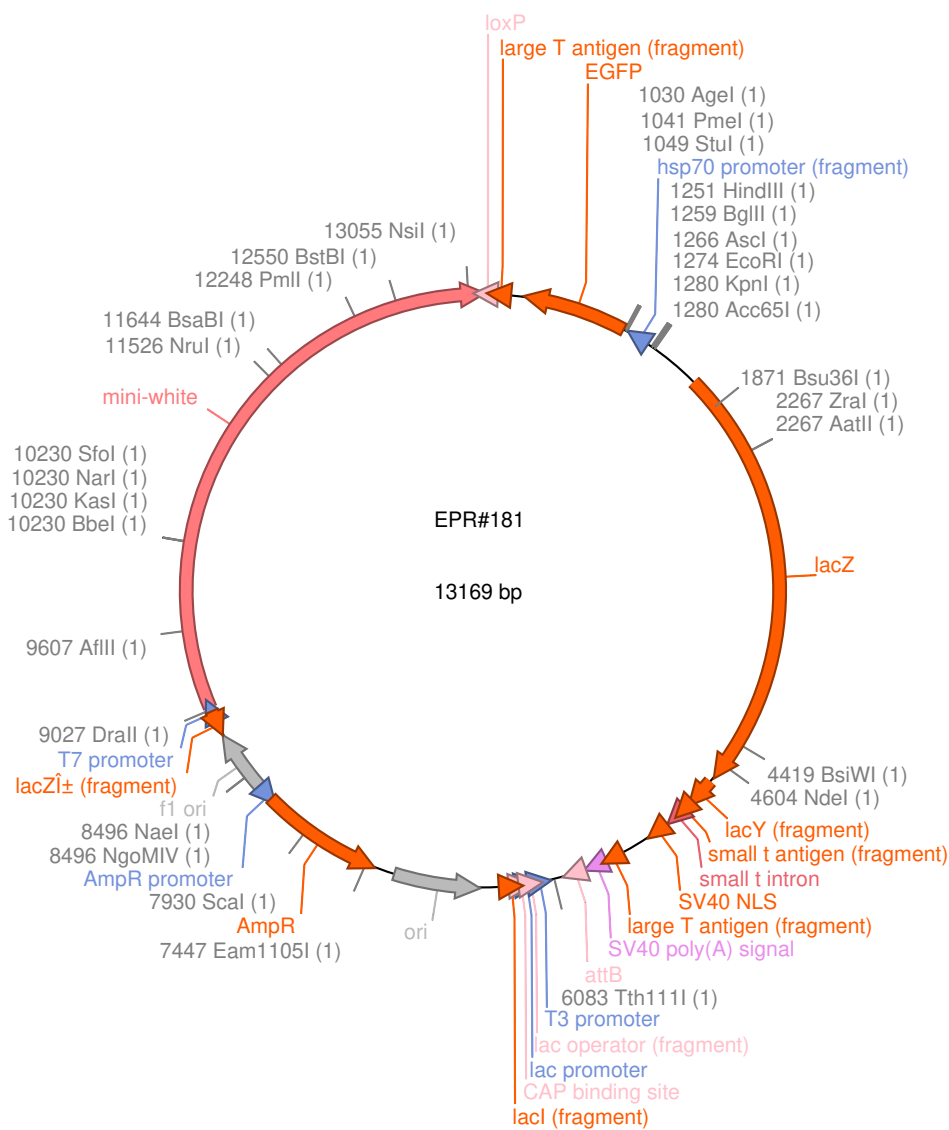 loxP
large T antigen (fragment)
EGFP
1030 AgeI (1)
1041 PmeI (1)
1049 StuI (1)
hsp70 promoter (fragment)
1251 HindIII (1)
1259 BglII (1)
1266 AscI (1)
1274 EcoRI (1)
1280 KpnI (1)
1280 Acc65I (1)
13055 NsiI (1)
12550 BstBI (1)
12248 PmlI (1)
11644 BsaBI (1)
11526 NruI (1)
mini-white
1871 Bsu36I (1)
2267 ZraI (1)
2267 AatII (1)
10230 SfoI (1)
10230 NarI (1)
10230 KasI (1)
10230 BbeI (1)
EPR#181
13169 bp
lacZ
9607 AflII (1)
9027 DraII (1)
T7 promoter
lacZÎ± (fragment)
f1 ori
4419 BsiWI (1)
4604 NdeI (1)
lacY (fragment)
small t antigen (fragment)
small t intron
SV40 NLS
large T antigen (fragment)
SV40 poly(A) signal
attB
8496 NaeI (1)
8496 NgoMIV (1)
AmpR promoter
7930 ScaI (1)
AmpR
7447 Eam1105I (1)
ori
6083 Tth111I (1)
T3 promoter
lac operator (fragment)
lac promoter
CAP binding site
lacI (fragment)